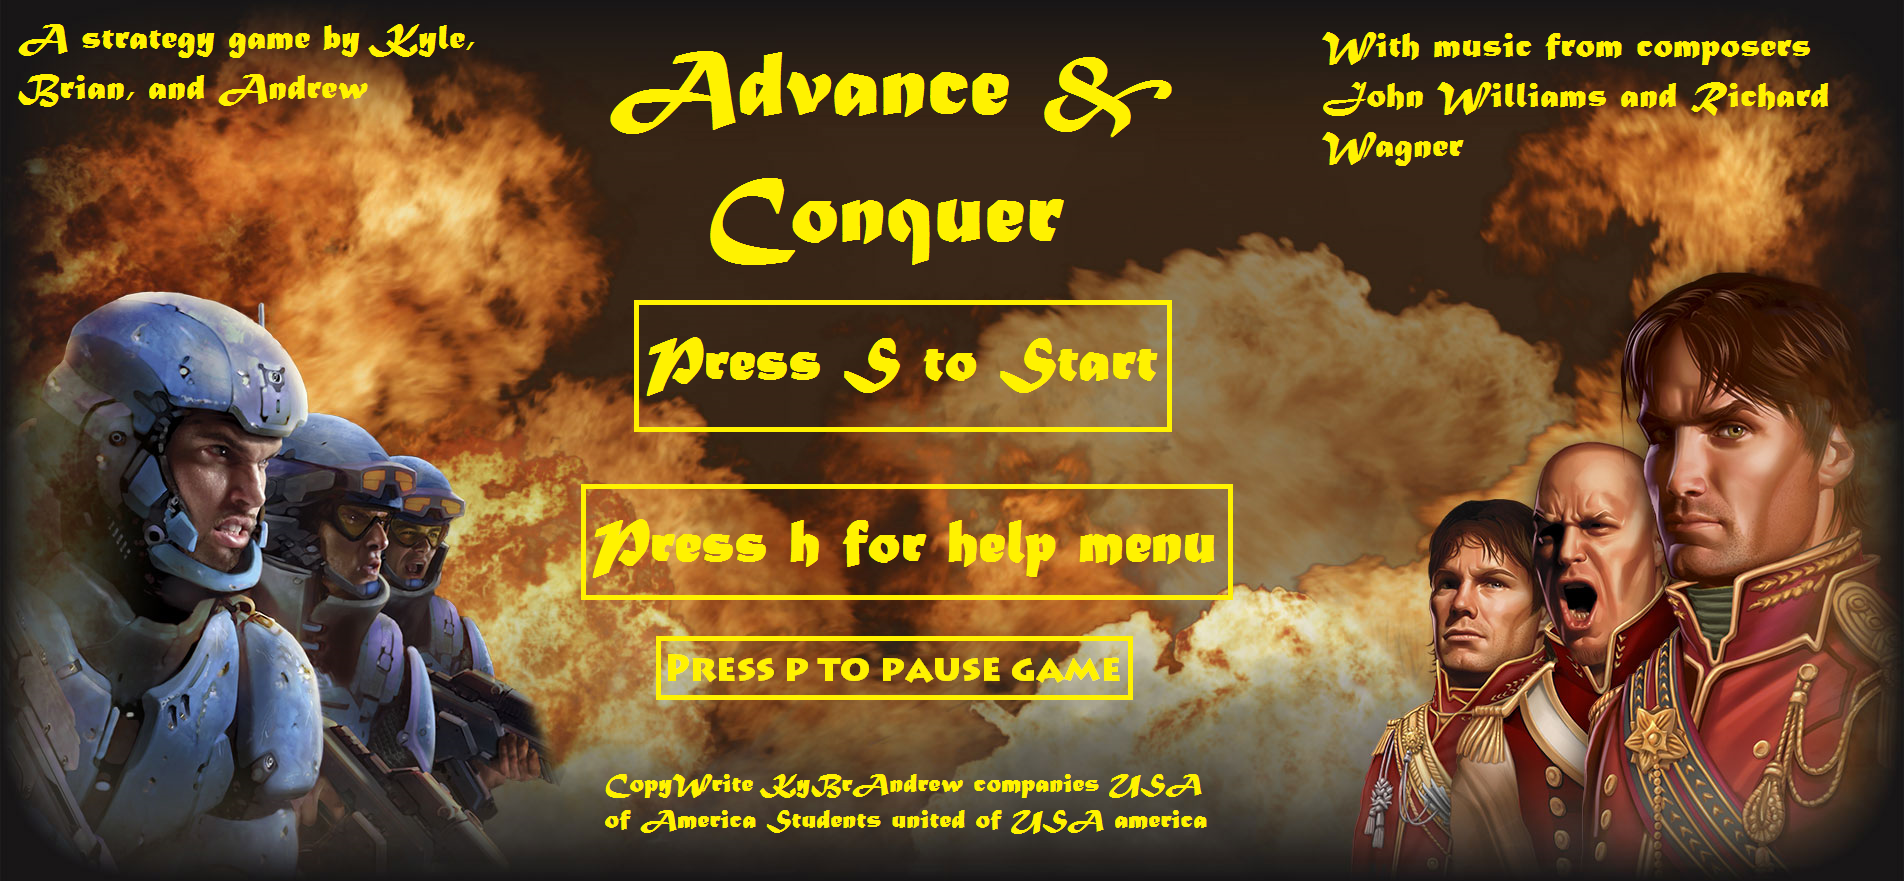 A strategy game by Kyle,
Brian, and Andrew
Advance &
Conquer
With music from composers
John Williams and Richard
Wagner
Press S to Start
Press h for help menu
PRESS P TO PAUSE GAME
CopyWrite KyBrAndrew companies USA
of America Students united of USA america